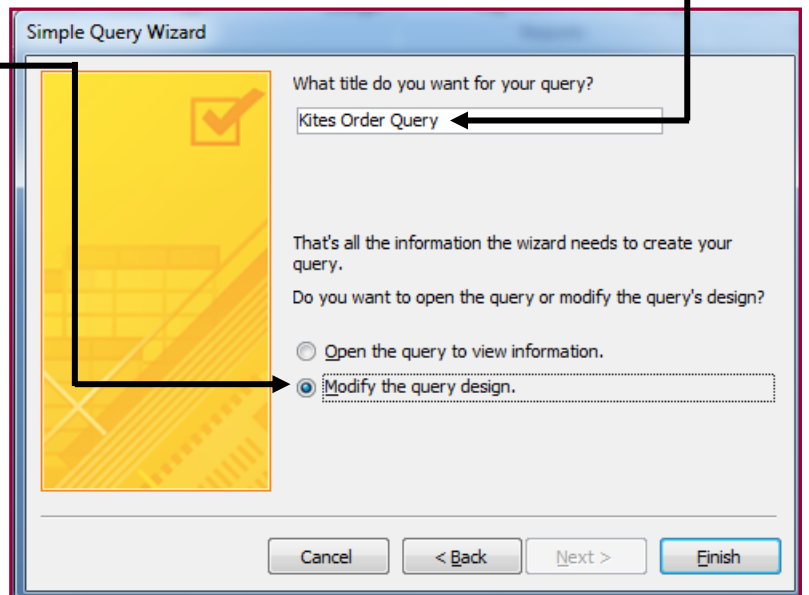 Simple Query Wizard
What title do you want for your query?
Kites Order Query
That's all the information the wizard needs to create your
query.
Do you want to open the query or modify the query's design?
Open the query to view information.
Modify the query design.
Cancel < Back Next > Finish